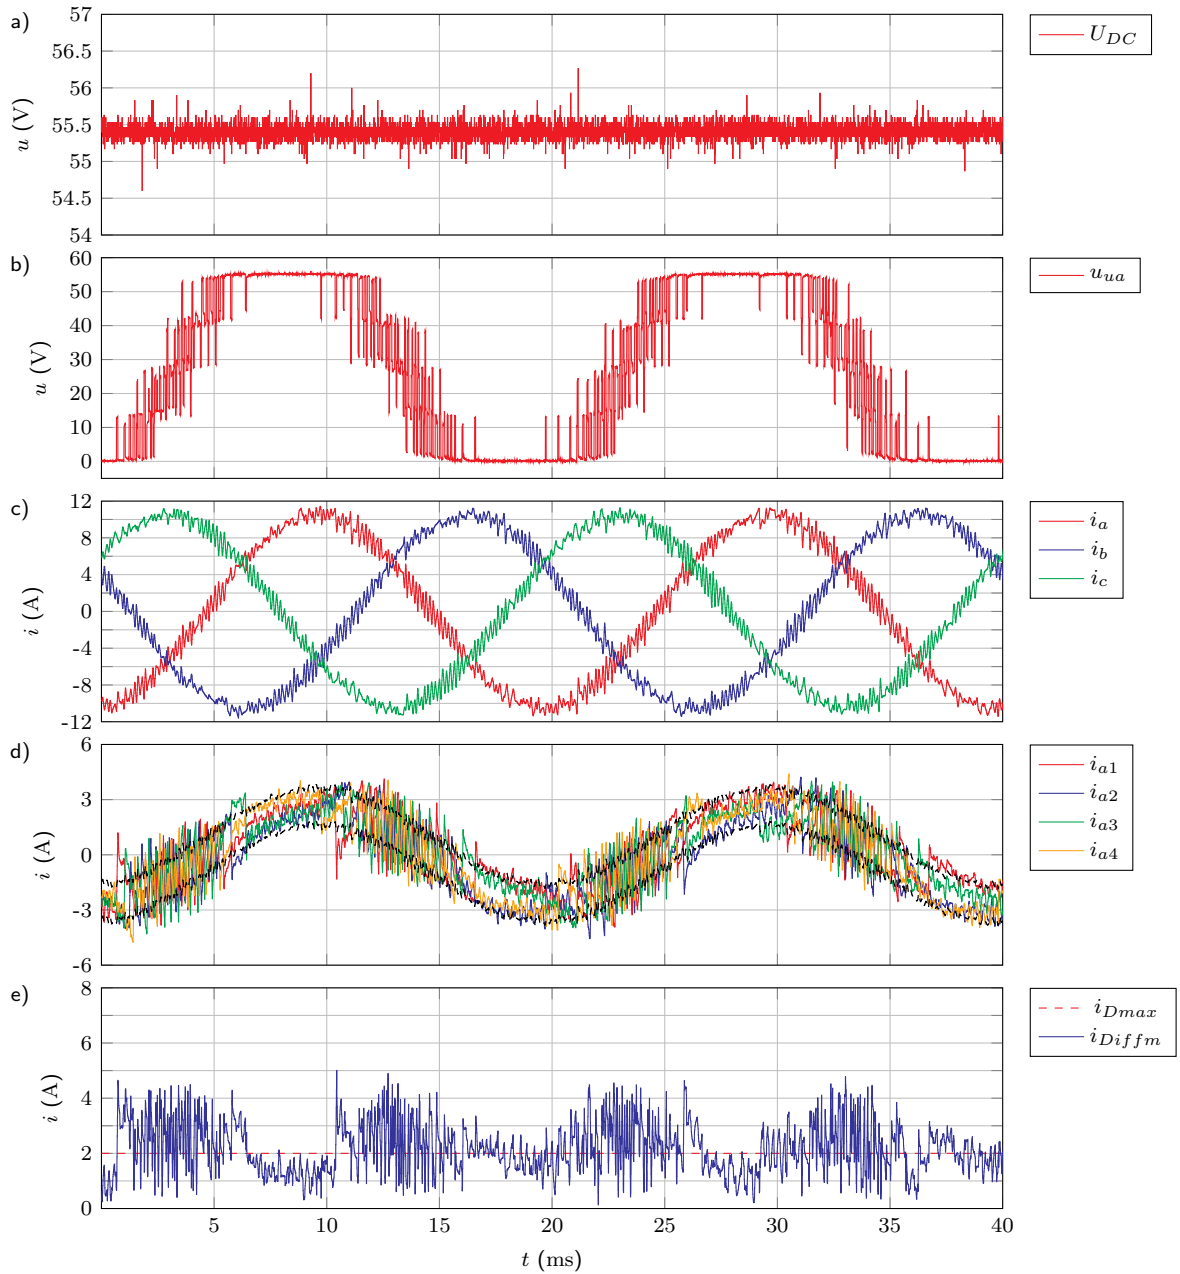 a)
57
56.5
56
55.5
55
54.5
54
u (V)
U_DC
b)
60
50
40
30
20
10
0
u (V)
u_ua
c)
12
8
4
0
-4
-8
-12
i (A)
i_a
i_b
i_c
d)
6
3
0
-3
-6
i (A)
i_a1
i_a2
i_a3
i_a4
e)
8
6
4
2
0
i (A)
i_Dmax
i_Diffm
5 10 15 20 25 30 35 40
t (ms)